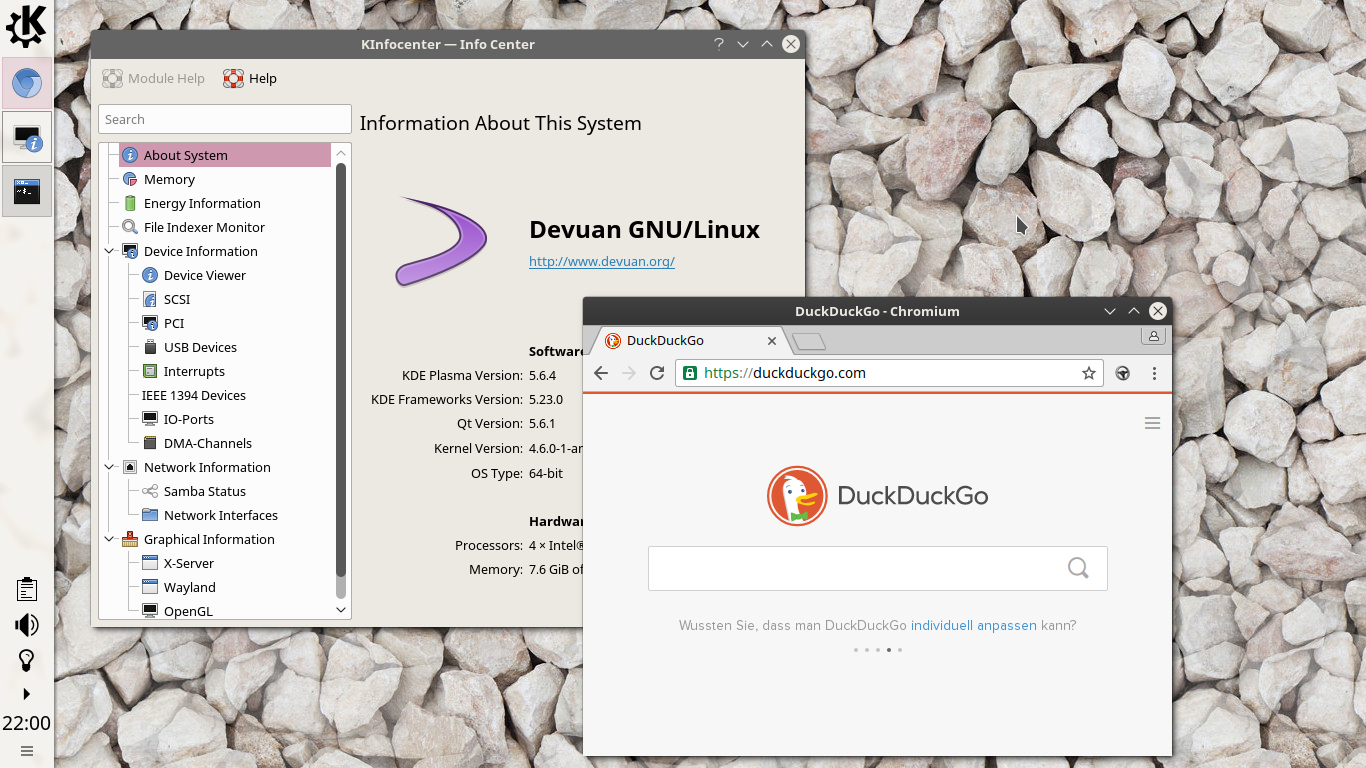 KInfocenter — Info Center
Module Help
Help
Search
Information About This System
About System
Memory
Energy Information
File Indexer Monitor
Device Information
Device Viewer
SCSI
PCI
USB Devices
Interrupts
IEEE 1394 Devices
IO-Ports
DMA-Channels
Network Information
Samba Status
Network Interfaces
Graphical Information
X-Server
Wayland
OpenGL
Devuan GNU/Linux
http://www.devuan.org/
Software
KDE Plasma Version: 5.6.4
KDE Frameworks Version: 5.23.0
Qt Version: 5.6.1
Kernel Version: 4.6.0-1-
OS Type: 64-bit
Hardwar
Processors: 4 × Intel®
Memory: 7.6 GiB of
DuckDuckGo - Chromium
DuckDuckGo
https://duckduckgo.com
DuckDuckGo
Wussten Sie, dass man DuckDuckGo individuell anpassen kann?
22:00